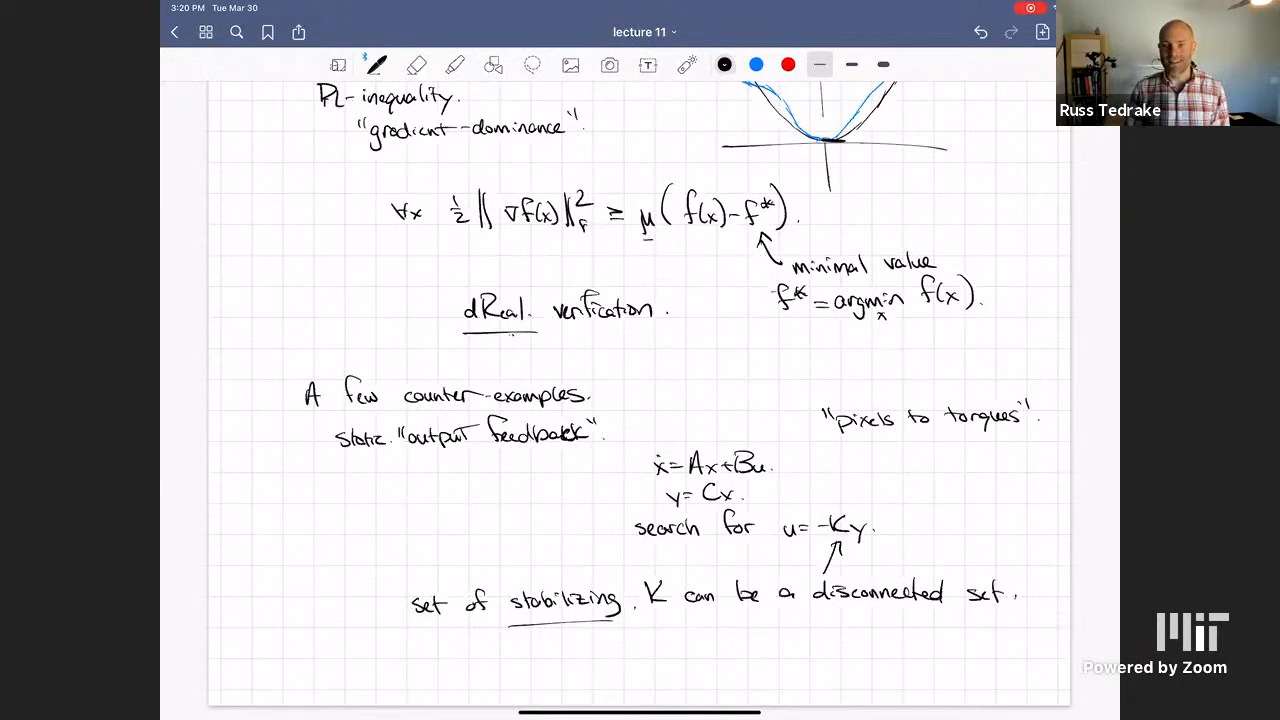 3:20 PM Tue Mar 30
lecture 11
PL-inequality.
"gradient-dominance".
∀x ½‖∇f(x)‖²_F ≥ μ(f(x)-f*).
minimal value
f* = argmin f(x).
x
dReal. verification.
A few counter-examples.
static "output feedback".
"pixels to torques".
ẋ=Ax+Bu.
y=Cx.
search for u=-Ky.
set of stabilizing. K can be a disconnected set.
Russ Tedrake
MIT
Powered by Zoom